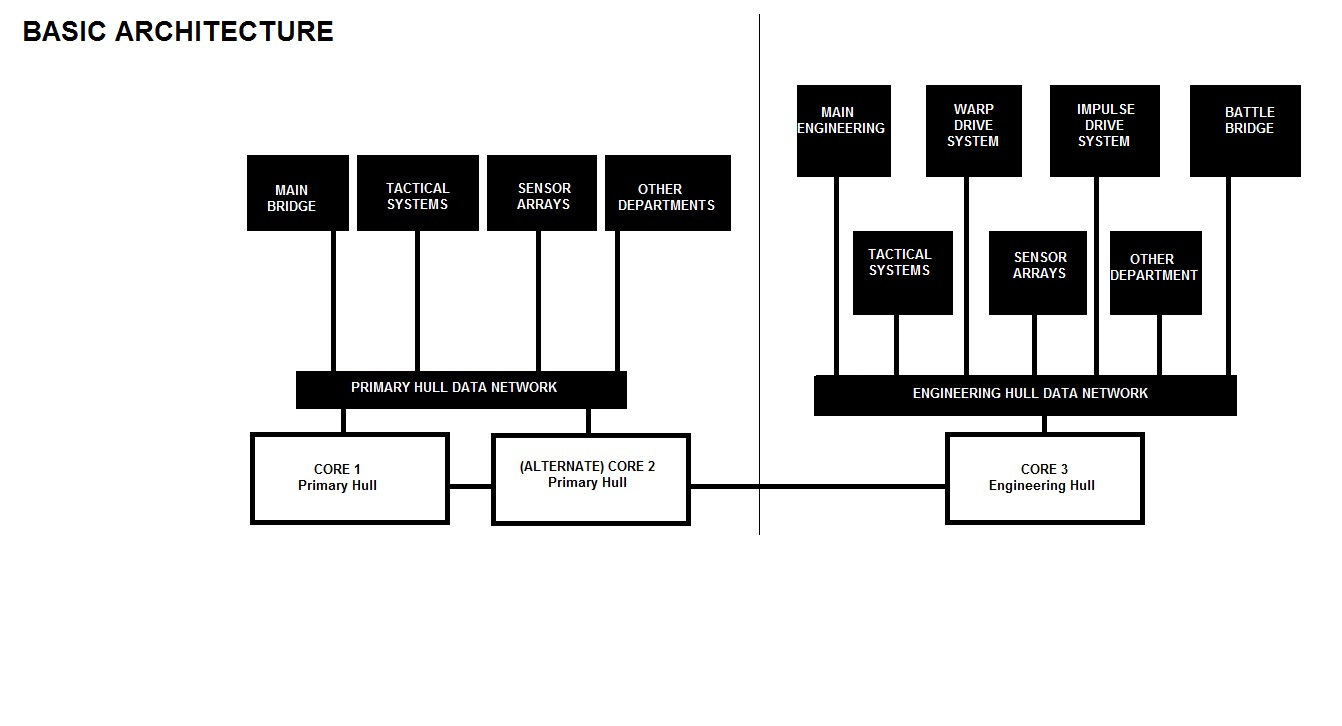 BASIC ARCHITECTURE
MAIN
BRIDGE
TACTICAL
SYSTEMS
SENSOR
ARRAYS
OTHER
DEPARTMENTS
PRIMARY HULL DATA NETWORK
CORE 1
Primary Hull
(ALTERNATE) CORE 2
Primary Hull
MAIN
ENGINEERING
WARP
DRIVE
SYSTEM
IMPULSE
DRIVE
SYSTEM
BATTLE
BRIDGE
TACTICAL
SYSTEMS
SENSOR
ARRAYS
OTHER
DEPARTMENT
ENGINEERING HULL DATA NETWORK
CORE 3
Engineering Hull